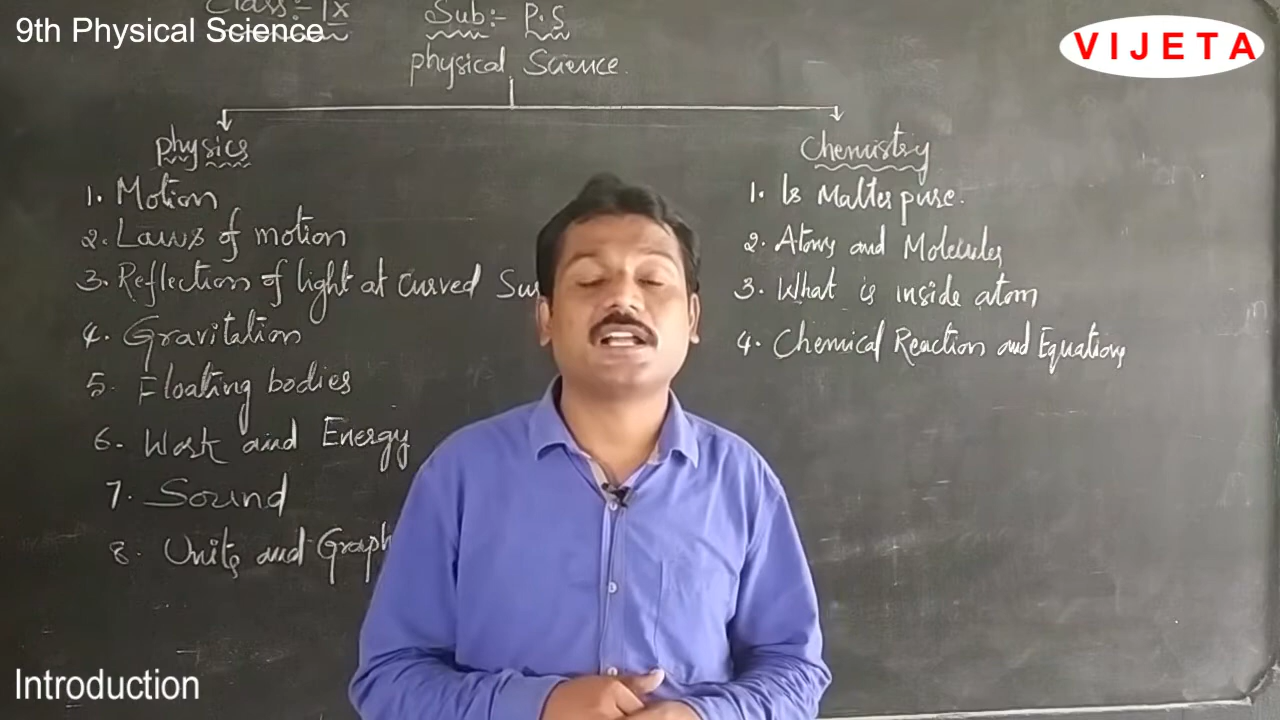 9th Physical Science
VIJETA
Class:- IX Sub:- P.S
physical Science.
physics
1. Motion
2. Laws of motion
3. Reflection of light at Curved
4. Gravitation
5. Floating bodies
6. Work and Energy
7. Sound
8. Units and Graph
Chemistry
1. Is Matter pure.
2. Atoms and Molecules
3. What is inside atom
4. Chemical Reaction and Equations
Introduction